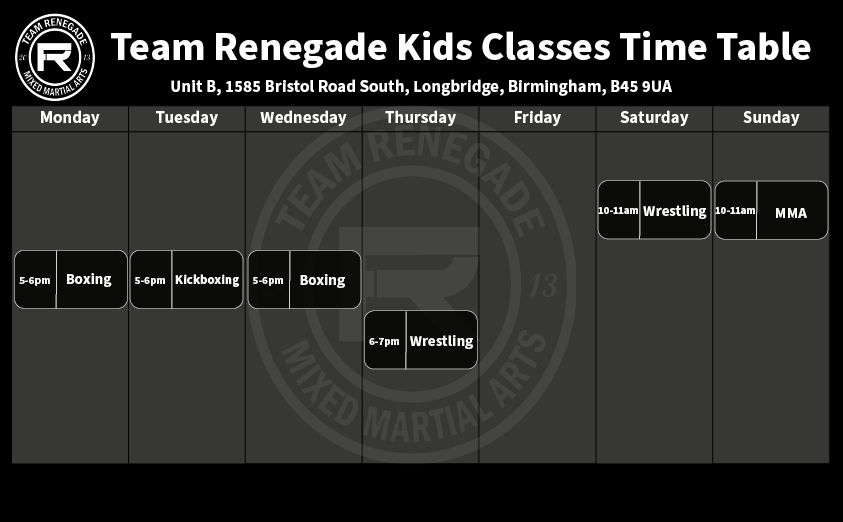 TEAM RENEGADE
20 13
MIXED MARTIAL ARTS
Team Renegade Kids Classes Time Table
Unit B, 1585 Bristol Road South, Longbridge, Birmingham, B45 9UA
Monday Tuesday Wednesday Thursday Friday Saturday Sunday
TEAM RENEGADE
10-11am Wrestling 10-11am MMA
5-6pm Boxing 5-6pm Kickboxing 5-6pm Boxing
13
6-7pm Wrestling
MIXED MARTIAL ARTS